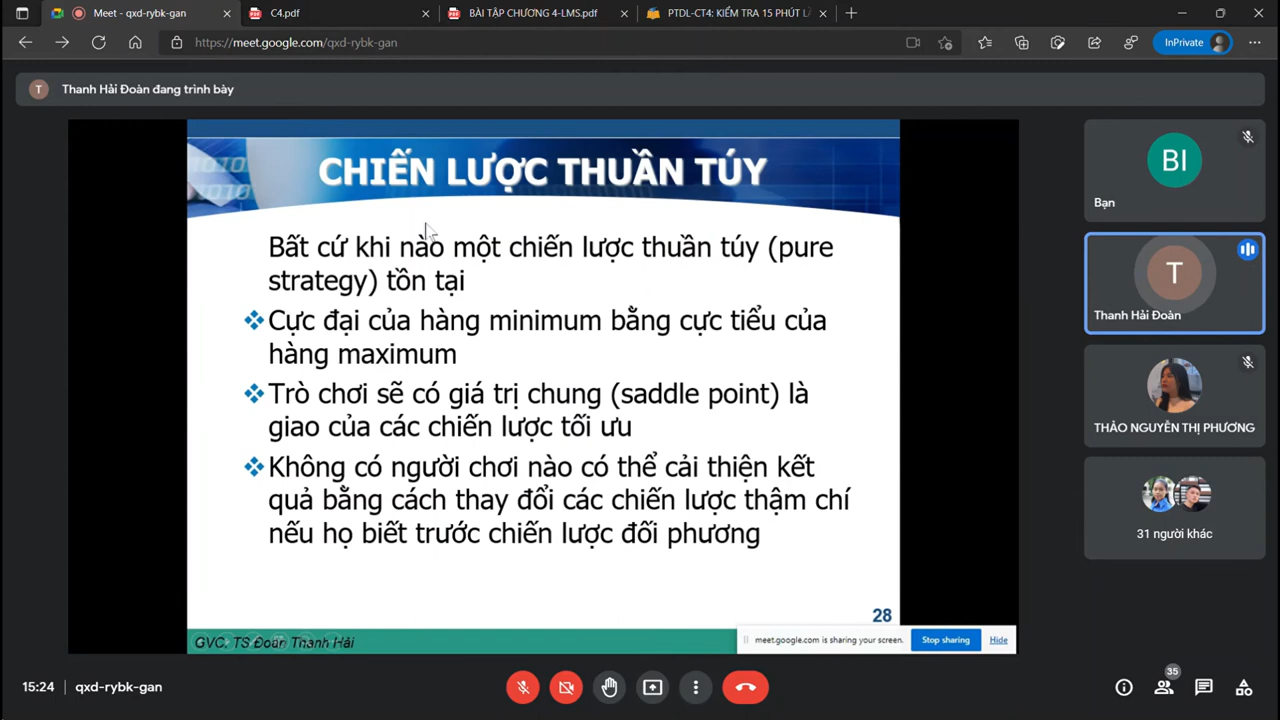 Meet - qxd-rybk-gan
C4.pdf
BÀI TẬP CHƯƠNG 4-LMS.pdf
PTDL-CT4: KIỂM TRA 15 PHÚT L
https://meet.google.com/qxd-rybk-gan
InPrivate
T
Thanh Hải Đoàn đang trình bày
CHIẾN LƯỢC THUẦN TÚY
Bất cứ khi nào một chiến lược thuần túy (pure
strategy) tồn tại
Cực đại của hàng minimum bằng cực tiểu của
hàng maximum
Trò chơi sẽ có giá trị chung (saddle point) là
giao của các chiến lược tối ưu
Không có người chơi nào có thể cải thiện kết
quả bằng cách thay đổi các chiến lược thậm chí
nếu họ biết trước chiến lược đối phương
28
GVC. TS Đoàn Thanh Hải
meet.google.com is sharing your screen.
Stop sharing
Hide
BI
Bạn
T
Thanh Hải Đoàn
THẢO NGUYỄN THỊ PHƯƠNG
31 người khác
15:24
qxd-rybk-gan
35